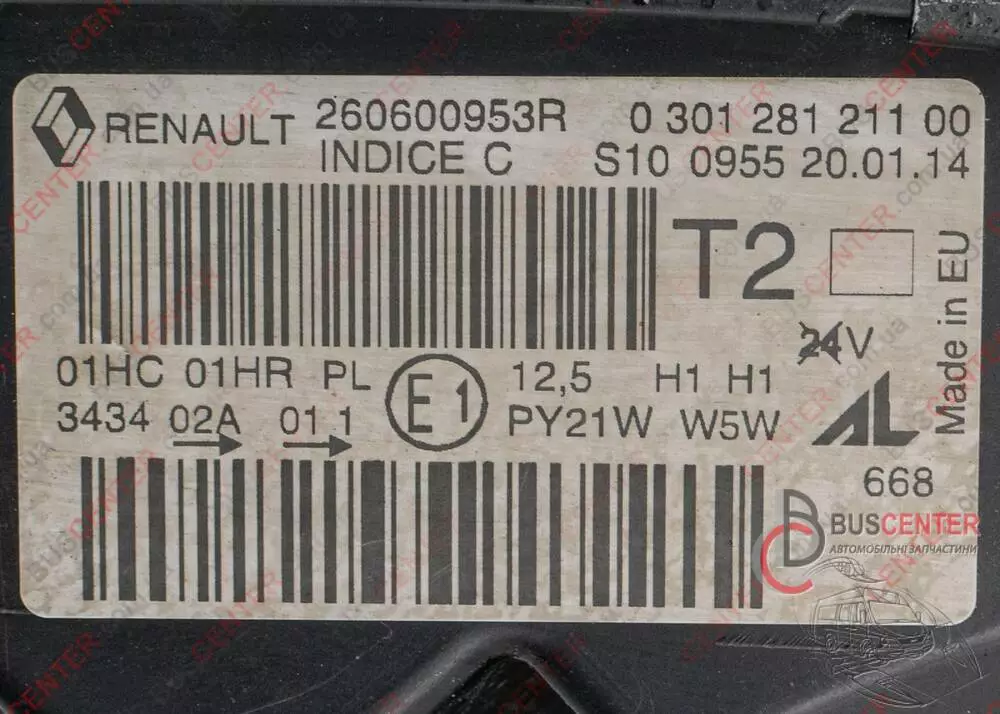 RENAULT 260600953R 0 301 281 211 00
INDICE C S10 0955 20.01.14
T2
Made in EU
24V
01HC 01HR PL E1 12,5 H1 H1
3434 02A 01 1 PY21W W5W
AL
668
BUSCENTER
АВТОМОБІЛЬНІ ЗАПЧАСТИНИ